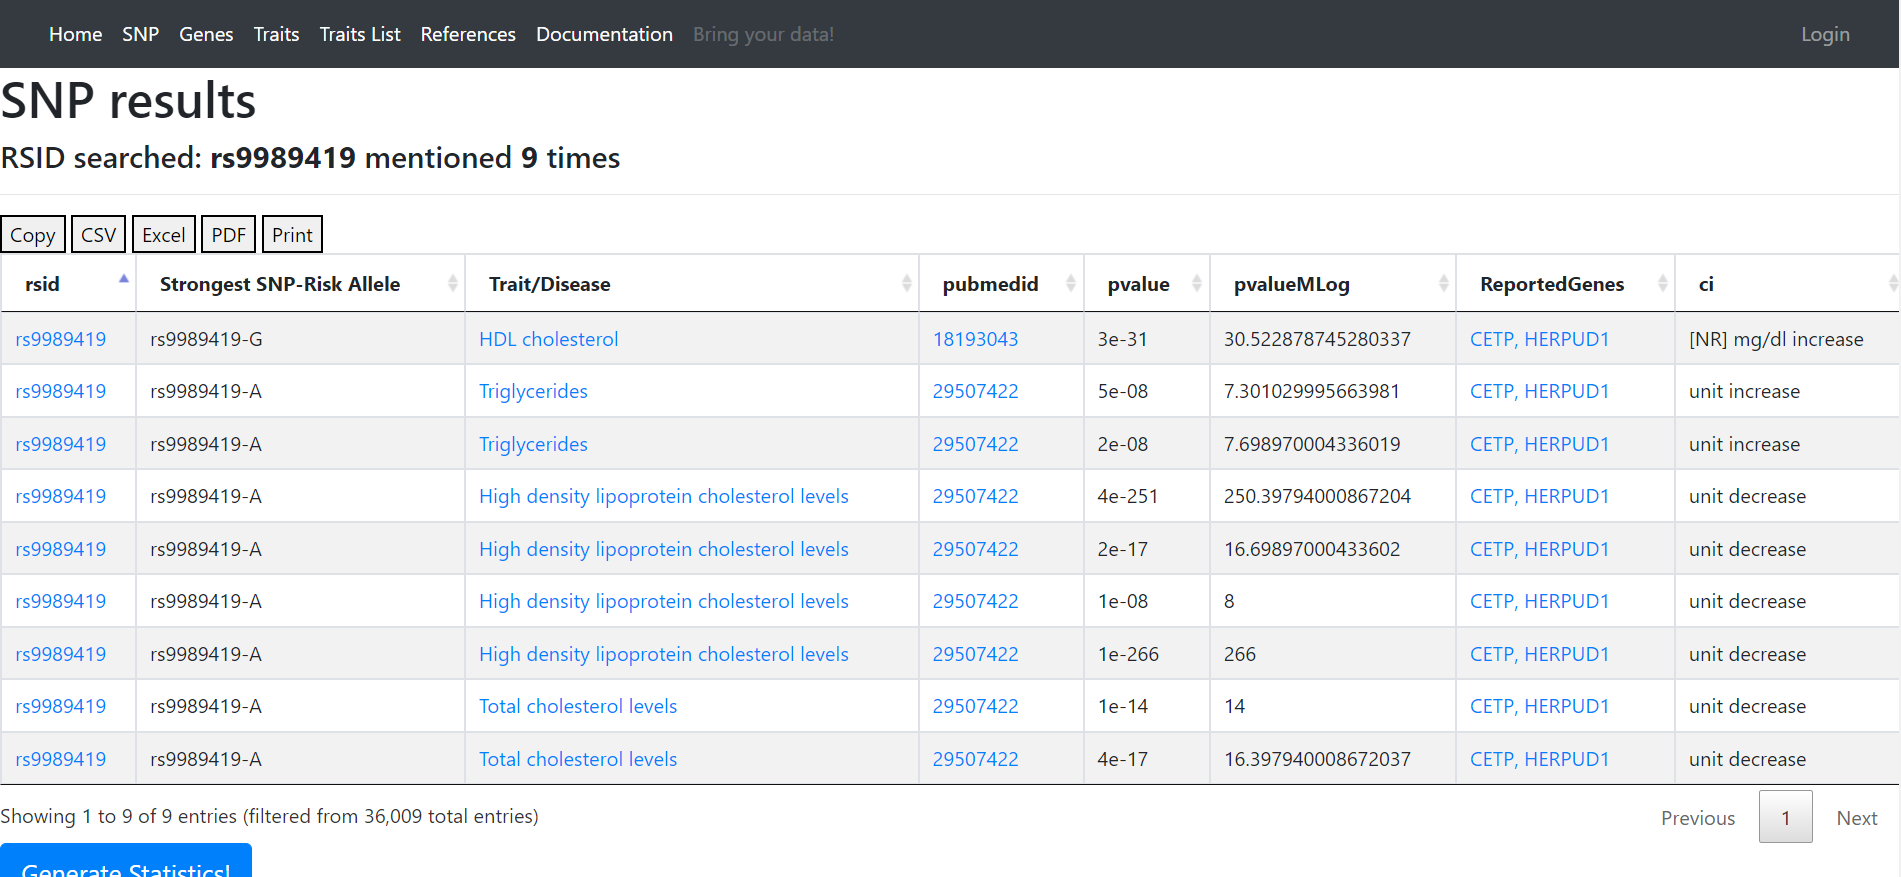 Home SNP Genes Traits Traits List References Documentation Bring your data! Login
SNP results
RSID searched: rs9989419 mentioned 9 times
Copy CSV Excel PDF Print
rsid Strongest SNP-Risk Allele Trait/Disease pubmedid pvalue pvalueMLog ReportedGenes ci
rs9989419 rs9989419-G HDL cholesterol 18193043 3e-31 30.522878745280337 CETP, HERPUD1 [NR] mg/dl increase
rs9989419 rs9989419-A Triglycerides 29507422 5e-08 7.301029995663981 CETP, HERPUD1 unit increase
rs9989419 rs9989419-A Triglycerides 29507422 2e-08 7.698970004336019 CETP, HERPUD1 unit increase
rs9989419 rs9989419-A High density lipoprotein cholesterol levels 29507422 4e-251 250.39794000867204 CETP, HERPUD1 unit decrease
rs9989419 rs9989419-A High density lipoprotein cholesterol levels 29507422 2e-17 16.69897000433602 CETP, HERPUD1 unit decrease
rs9989419 rs9989419-A High density lipoprotein cholesterol levels 29507422 1e-08 8 CETP, HERPUD1 unit decrease
rs9989419 rs9989419-A High density lipoprotein cholesterol levels 29507422 1e-266 266 CETP, HERPUD1 unit decrease
rs9989419 rs9989419-A Total cholesterol levels 29507422 1e-14 14 CETP, HERPUD1 unit decrease
rs9989419 rs9989419-A Total cholesterol levels 29507422 4e-17 16.397940008672037 CETP, HERPUD1 unit decrease
Showing 1 to 9 of 9 entries (filtered from 36,009 total entries) Previous 1 Next
Generate Statistics!